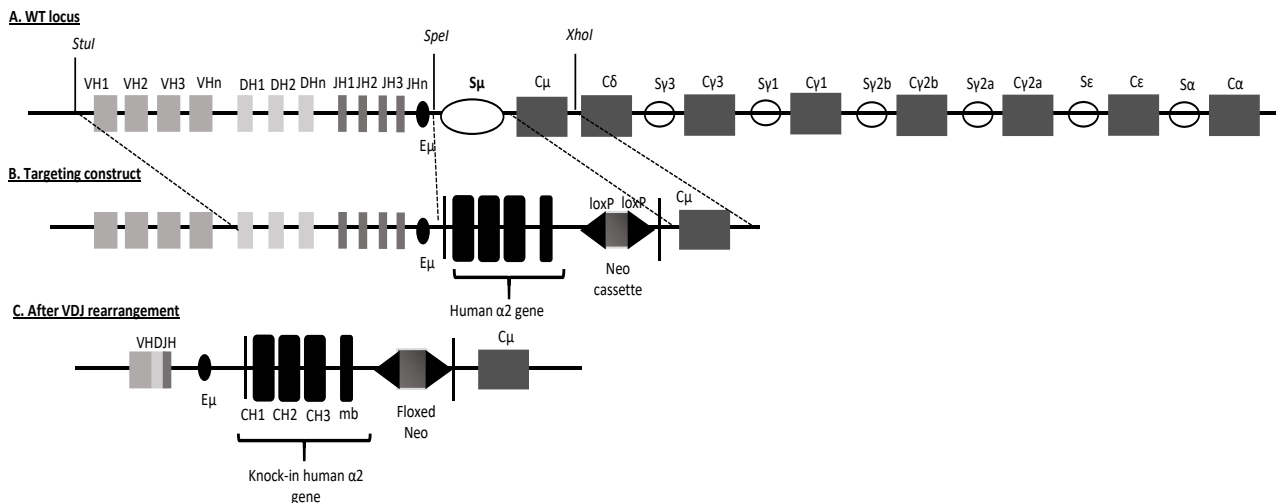 A. WT locus
StuI
SpeI
XhoI
VH1 VH2 VH3 VHn DH1 DH2 DHn JH1 JH2 JH3 JHn Sµ Cµ Cδ Sγ3 Cγ3 Sγ1 Cγ1 Sγ2b Cγ2b Sγ2a Cγ2a Sε Cε Sα Cα
Eµ
B. Targeting construct
loxP loxP Cµ
Eµ
Neo
cassette
Human α2 gene
C. After VDJ rearrangement
VHDJH Cµ
Eµ
CH1 CH2 CH3 mb Floxed
Neo
Knock-in human α2
gene